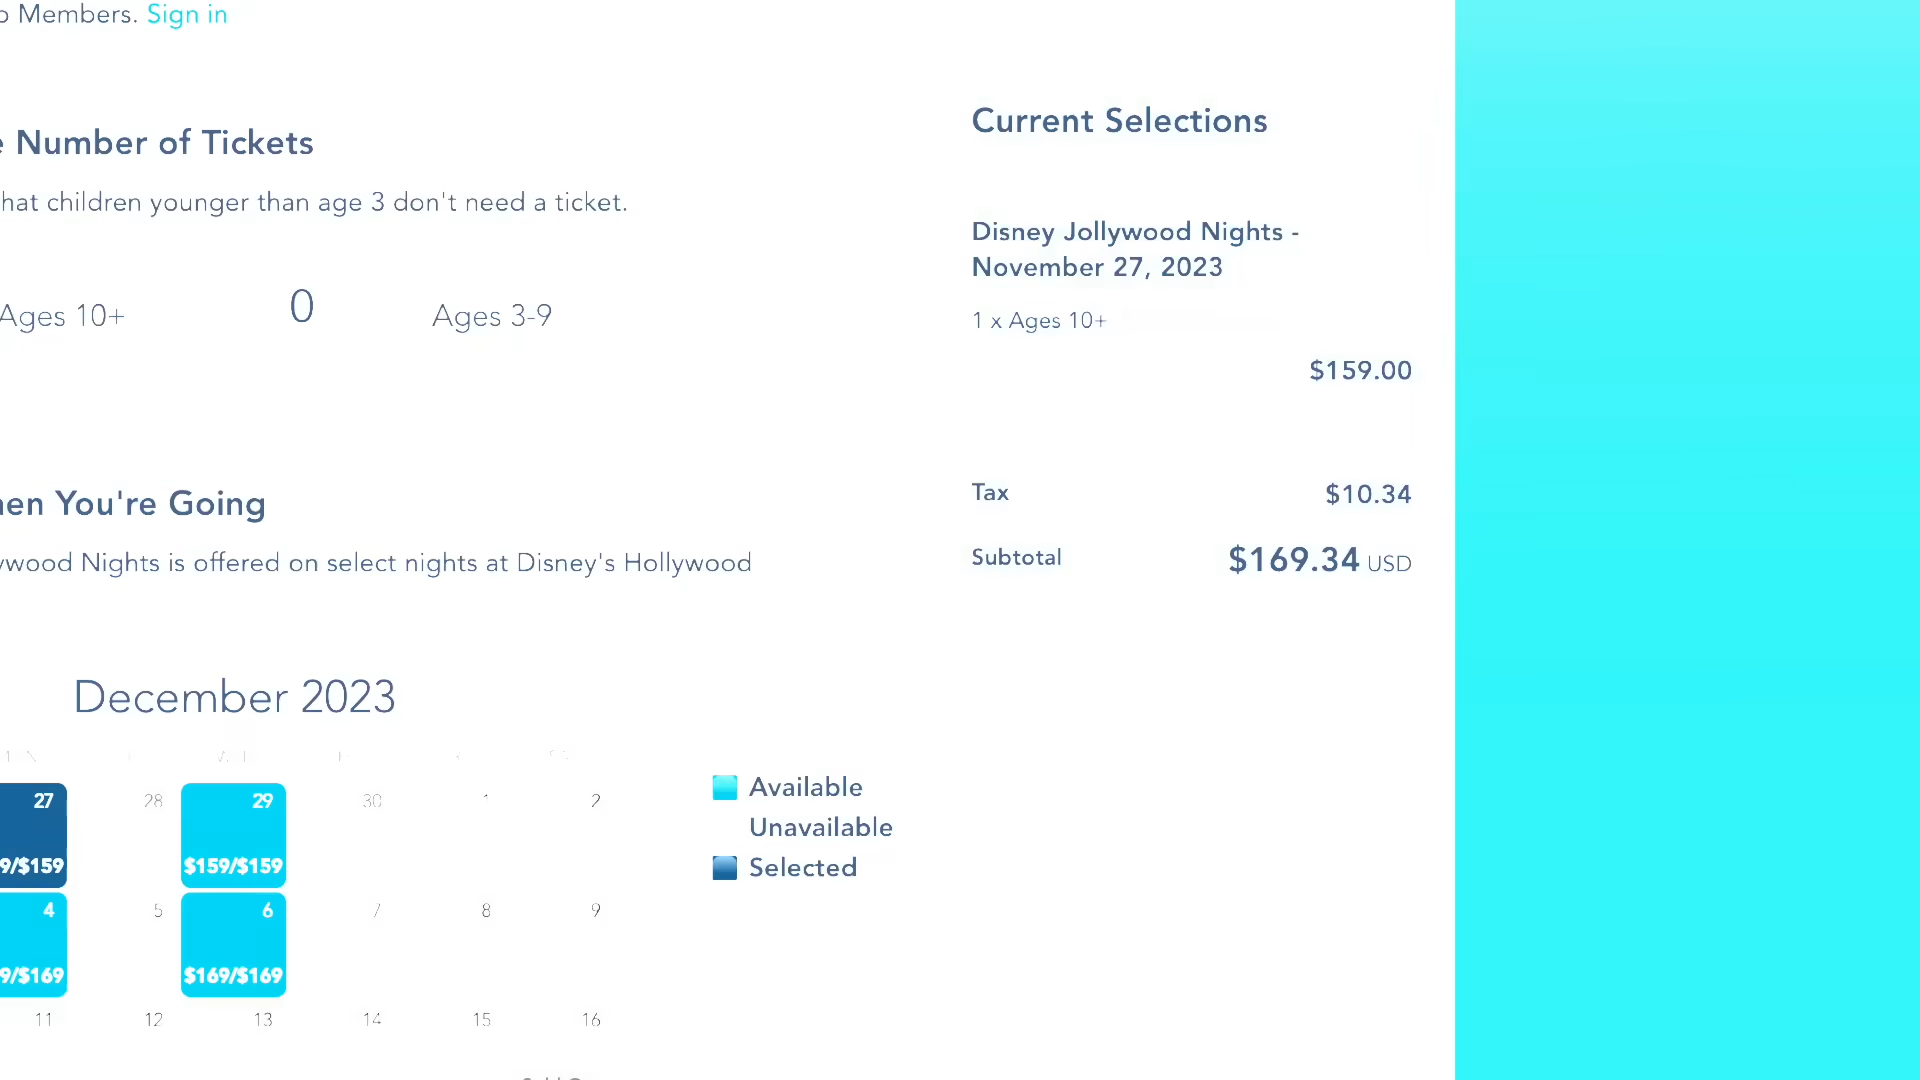 o Members. Sign in
Number of Tickets
hat children younger than age 3 don't need a ticket.
Ages 10+ 0 Ages 3-9
en You're Going
wood Nights is offered on select nights at Disney's Hollywood
December 2023
27 28 29 30 1 2
9/$159 $159/$159
4 5 6 7 8 9
9/$169 $169/$169
11 12 13 14 15 16
Available
Unavailable
Selected
Current Selections
Disney Jollywood Nights -
November 27, 2023
1 x Ages 10+
$159.00
Tax $10.34
Subtotal $169.34 USD